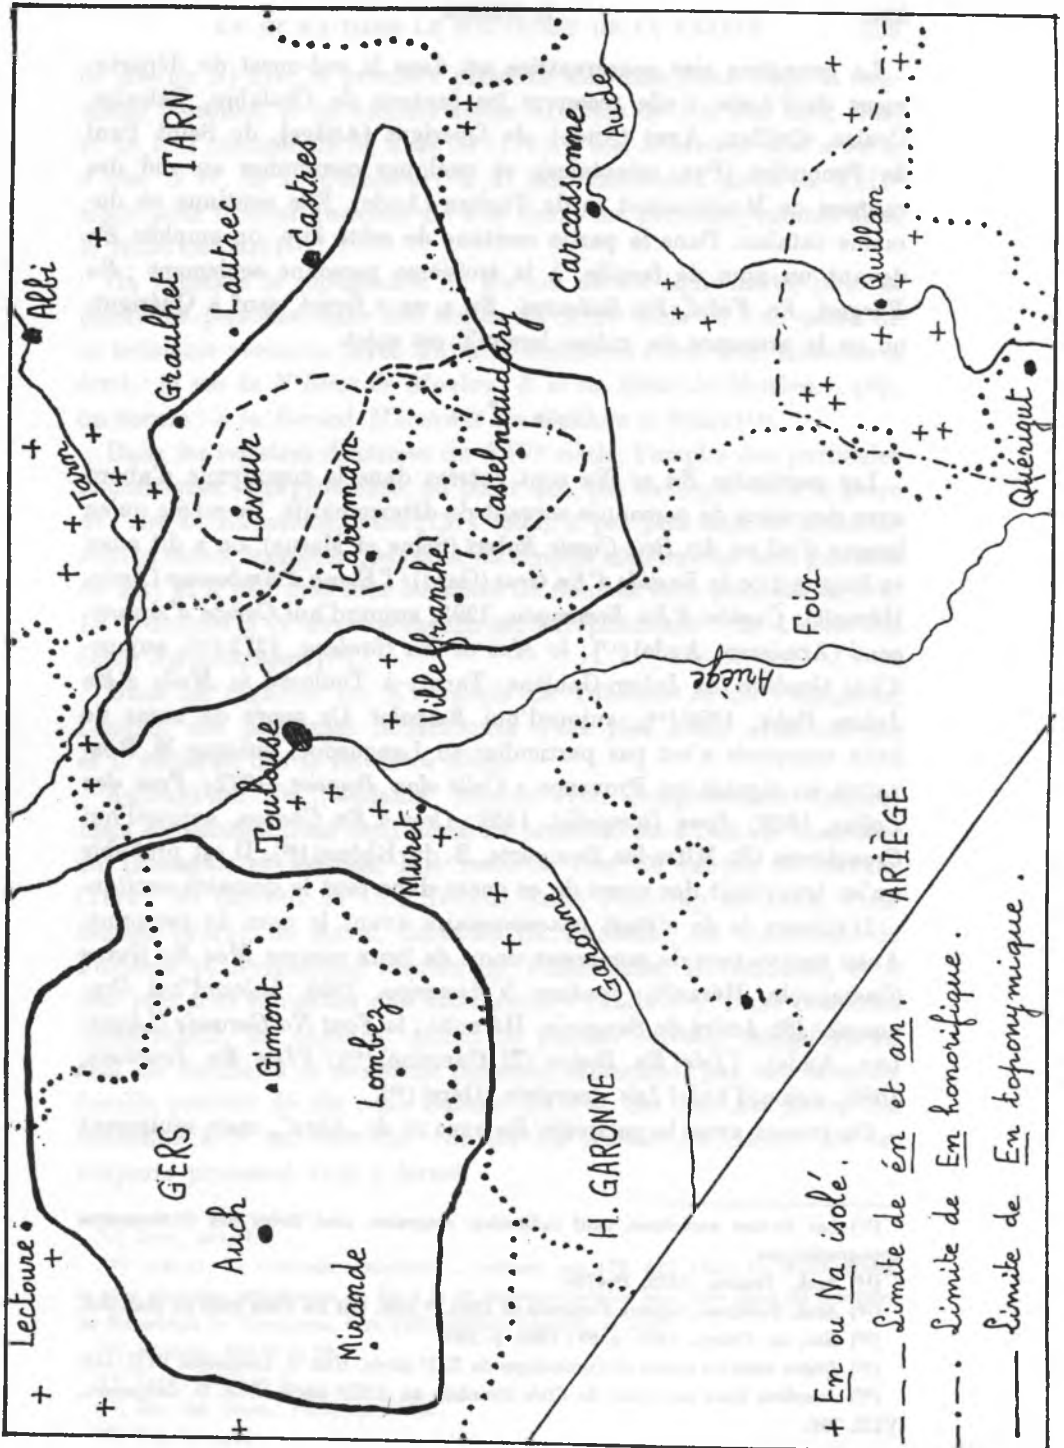 Lectoure
Albi
Tarn
TARN
GERS
Auch
Mirande
Gimont
Lombez
Toulouse
Muret
Graulhet
Lautrec
Lavaur
Castres
Caraman
Villefranche
Castelnaudary
Carcassonne
Aude
H. GARONNE
Garonne
Ariège
Foix
ARIÈGE
Quillan
Quérigut
+ En ou Na isolé.
— — Limite de én et an
—.—. Limite de En honorifique.
—— Limite de En toponymique.